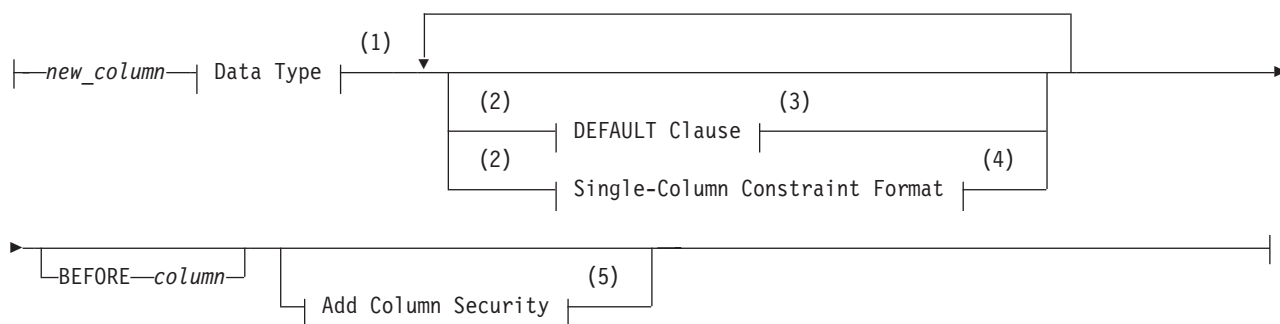 (1)
new_column Data Type
(2) (3)
DEFAULT Clause
(2) (4)
Single-Column Constraint Format
BEFORE column
(5)
Add Column Security